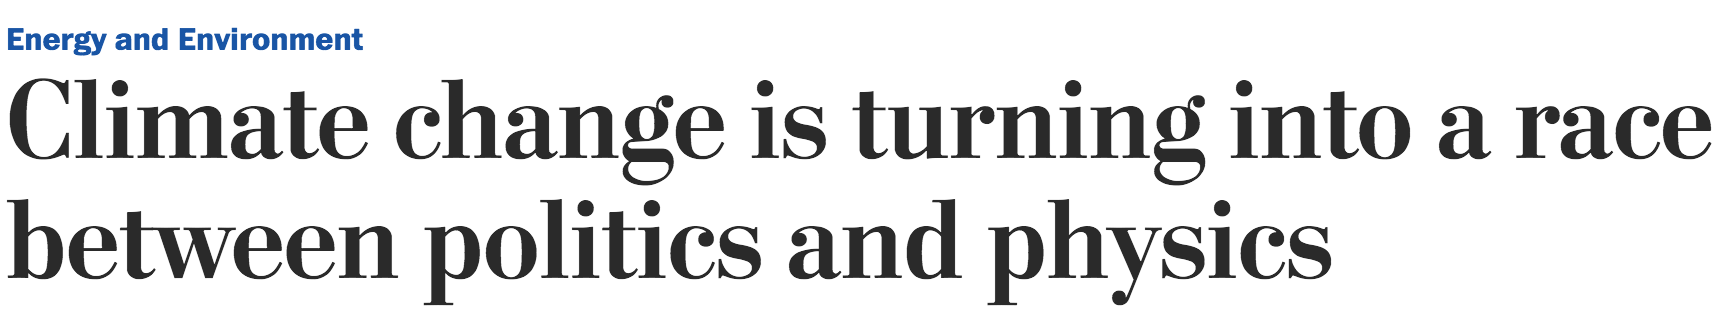 Energy and Environment
Climate change is turning into a race
between politics and physics